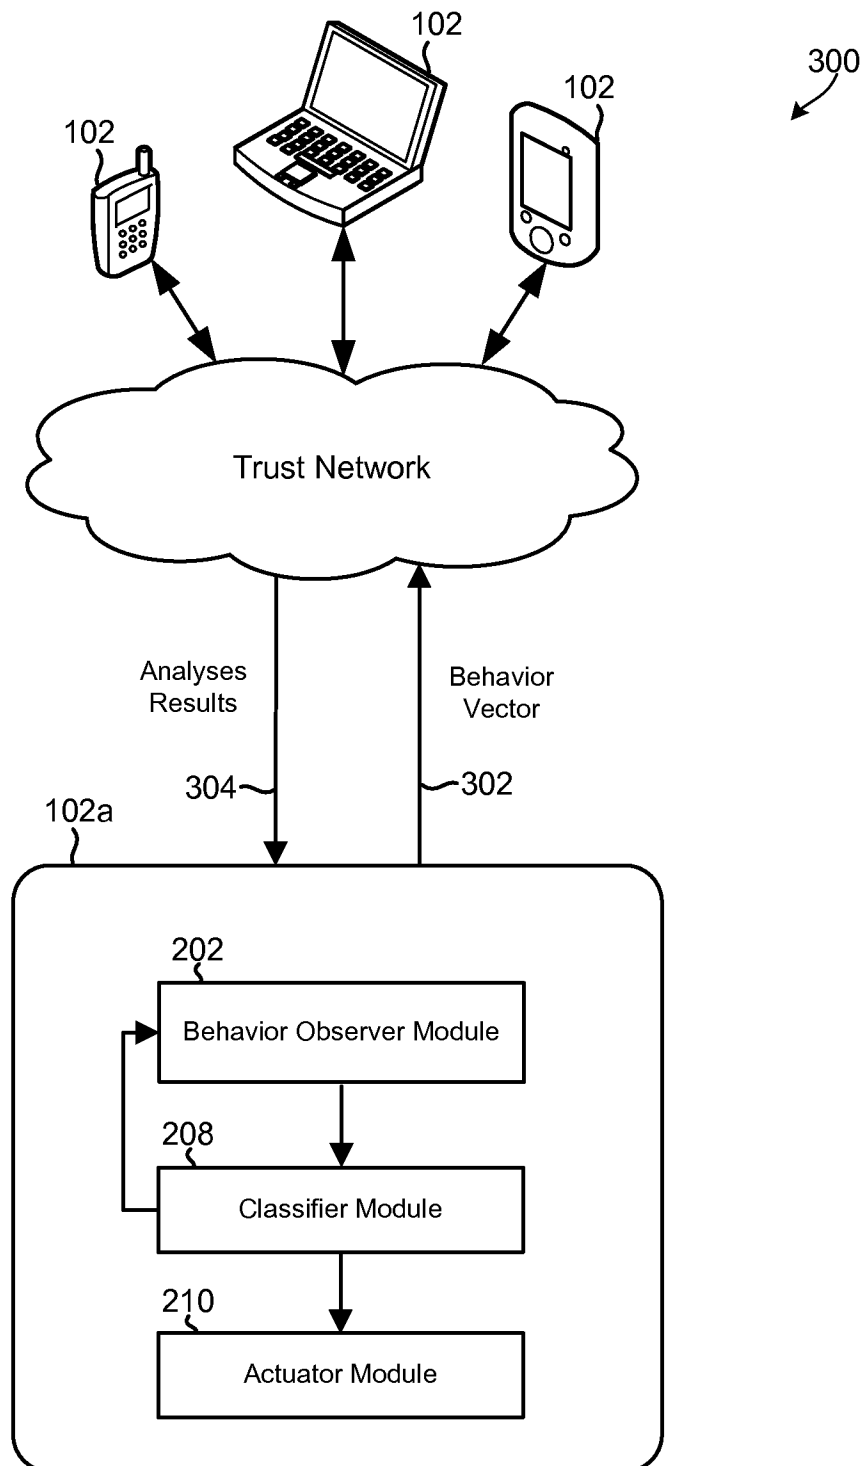 102
300
102
102
Trust Network
Analyses
Results
Behavior
Vector
304
302
102a
202
Behavior Observer Module
208
Classifier Module
210
Actuator Module